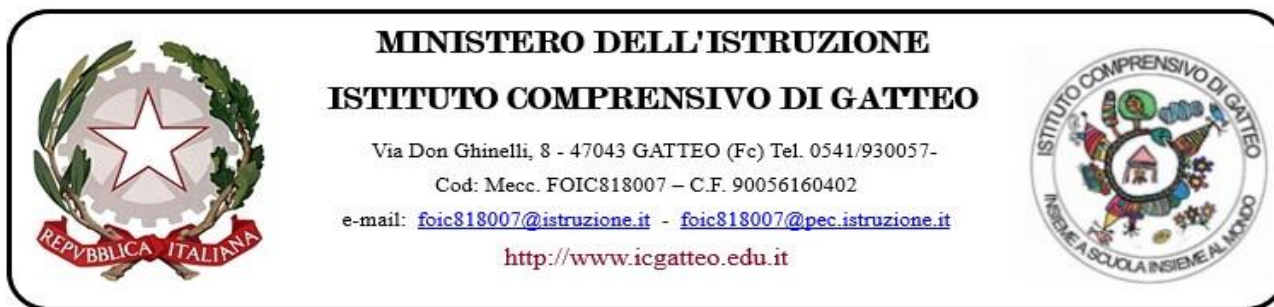 MINISTERO DELL'ISTRUZIONE
ISTITUTO COMPRENSIVO DI GATTEO
Via Don Ghinelli, 8 - 47043 GATTEO (Fc) Tel. 0541/930057-
Cod: Mecc. FOIC818007 – C.F. 90056160402
e-mail: foic818007@istruzione.it - foic818007@pec.istruzione.it
http://www.icgatteo.edu.it
REPVBBLICA ITALIANA
ISTITUTO COMPRENSIVO DI GATTEO
INSIEME A SCUOLA INSIEME AL MONDO